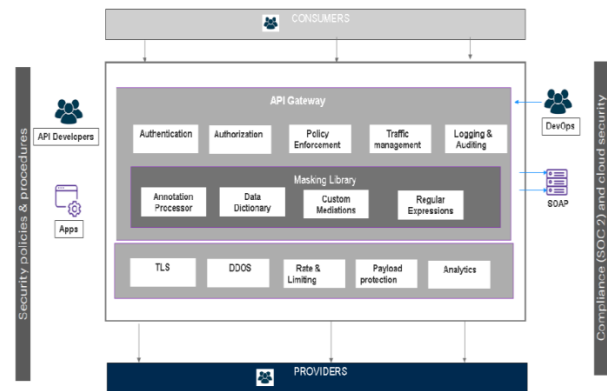 CONSUMERS
Security policies & procedures
API Developers
Apps
API Gateway
Authentication
Authorization
Policy
Enforcement
Traffic
management
Logging &
Auditing
Masking Library
Annotation
Processor
Data
Dictionary
Custom
Mediations
Regular
Expressions
TLS
DDOS
Rate &
Limiting
Payload
protection
Analytics
DevOps
SOAP
Compliance (SOC 2) and cloud security
PROVIDERS